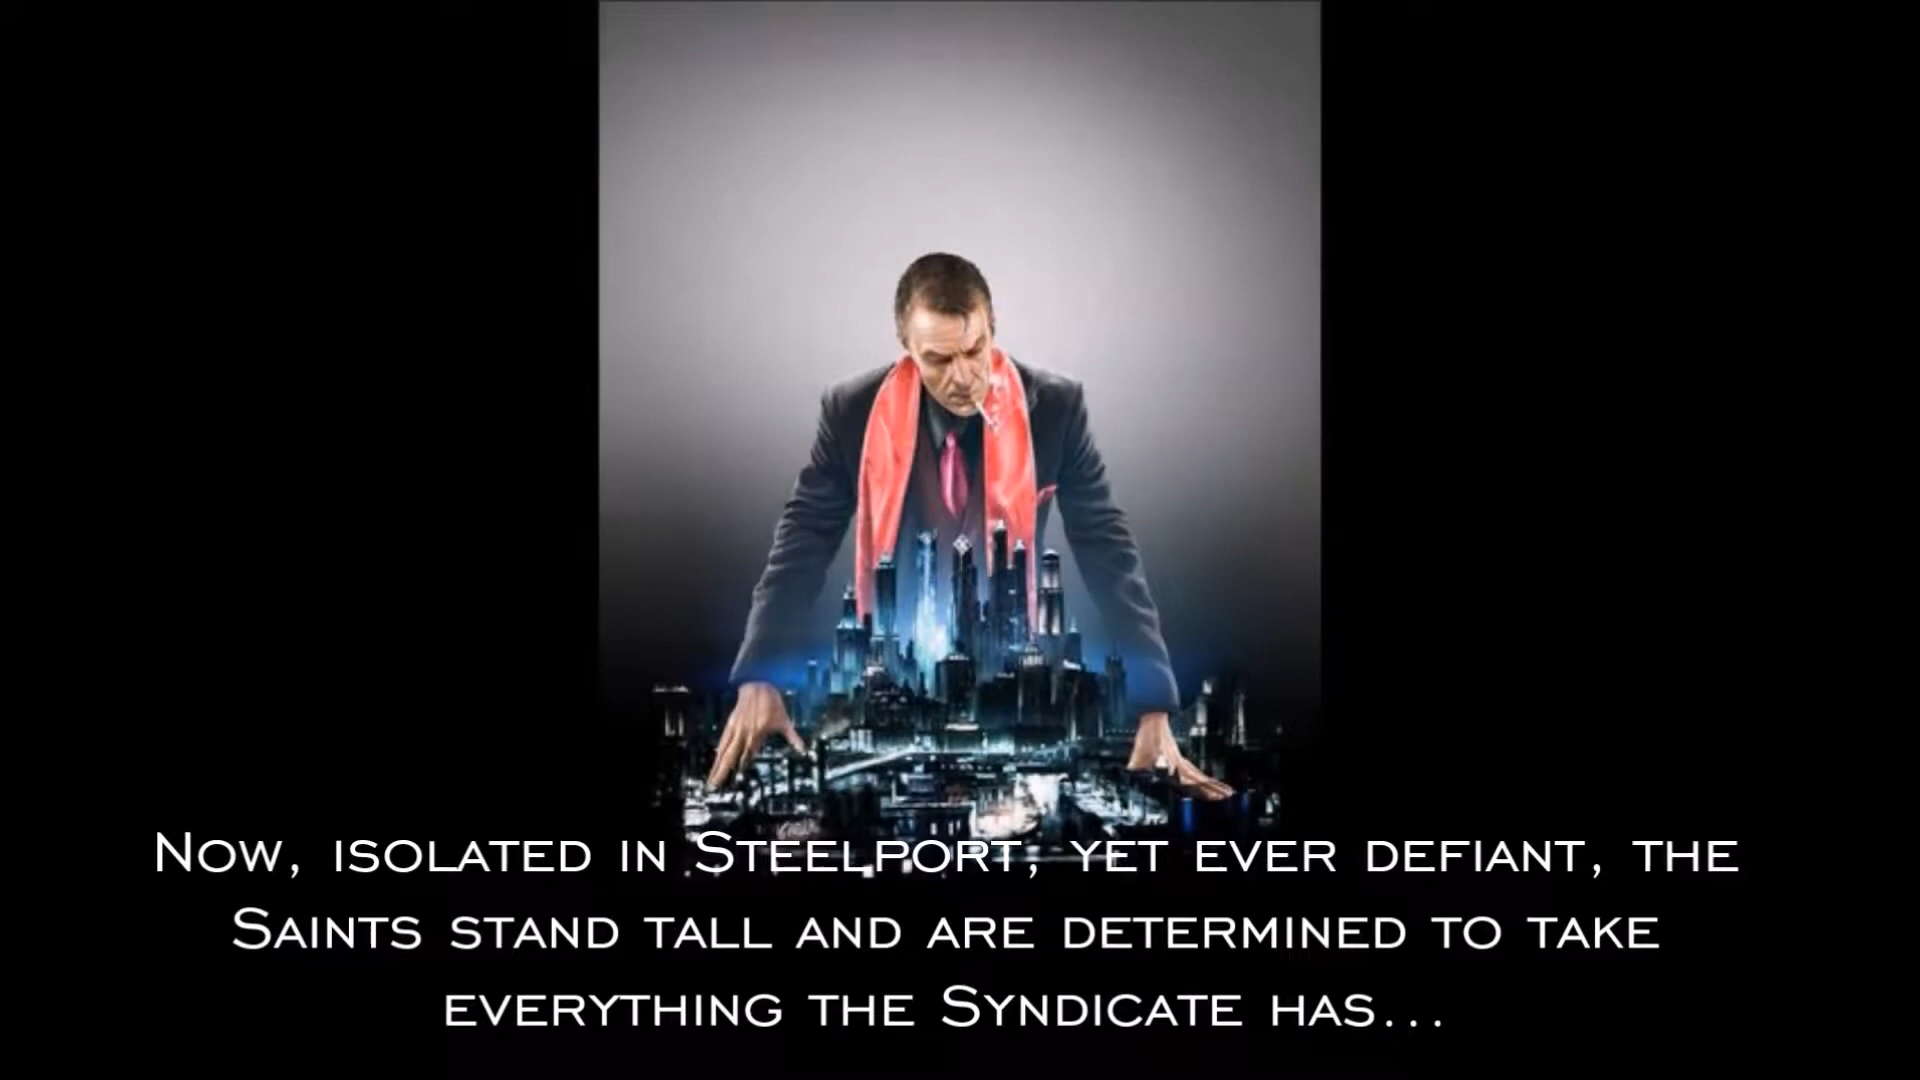 Now, isolated in Steelport, yet ever defiant, the
Saints stand tall and are determined to take
everything the Syndicate has...